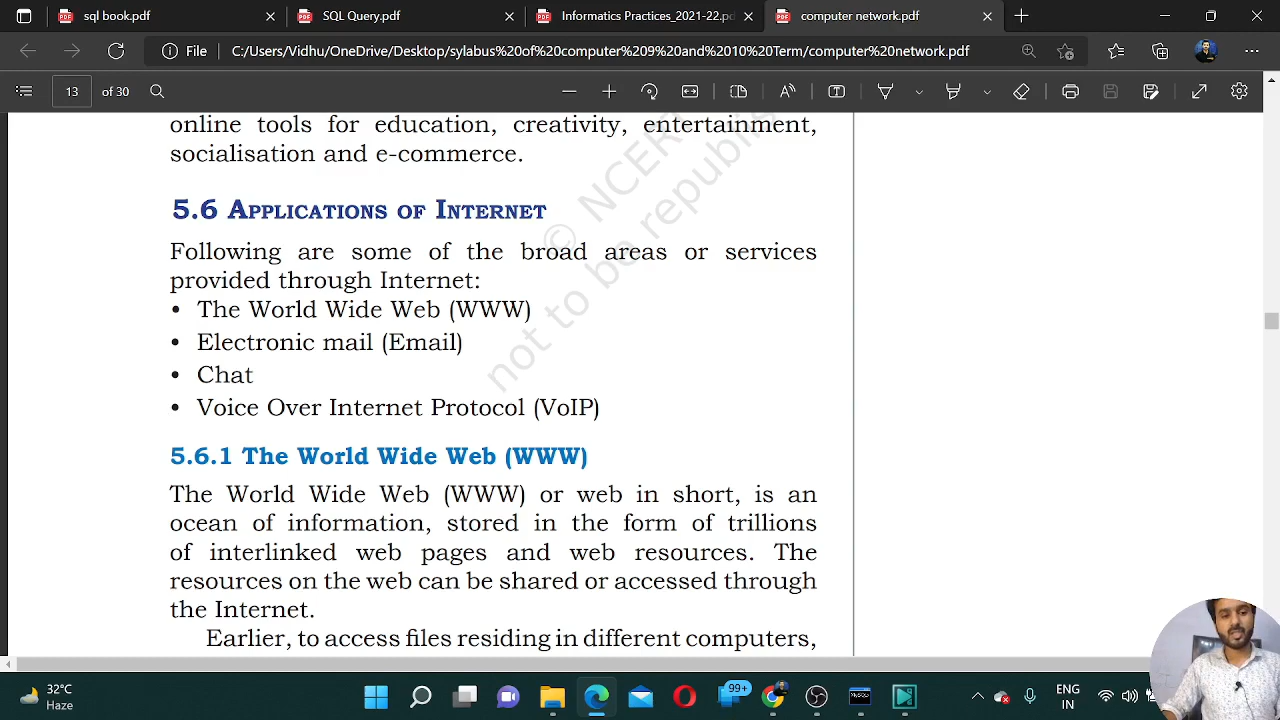 sql book.pdf
SQL Query.pdf
Informatics Practices_2021-22.pd
computer network.pdf
File
C:/Users/Vidhu/OneDrive/Desktop/sylabus%20of%20computer%209%20and%2010%20Term/computer%20network.pdf
13 of 30
online tools for education, creativity, entertainment,
socialisation and e-commerce.
5.6 APPLICATIONS OF INTERNET
Following are some of the broad areas or services
provided through Internet:
• The World Wide Web (WWW)
• Electronic mail (Email)
• Chat
• Voice Over Internet Protocol (VoIP)
5.6.1 The World Wide Web (WWW)
The World Wide Web (WWW) or web in short, is an
ocean of information, stored in the form of trillions
of interlinked web pages and web resources. The
resources on the web can be shared or accessed through
the Internet.
Earlier, to access files residing in different computers,
© NCERT
not to be republis
32°C
Haze
99+
MySQL
ENG
IN